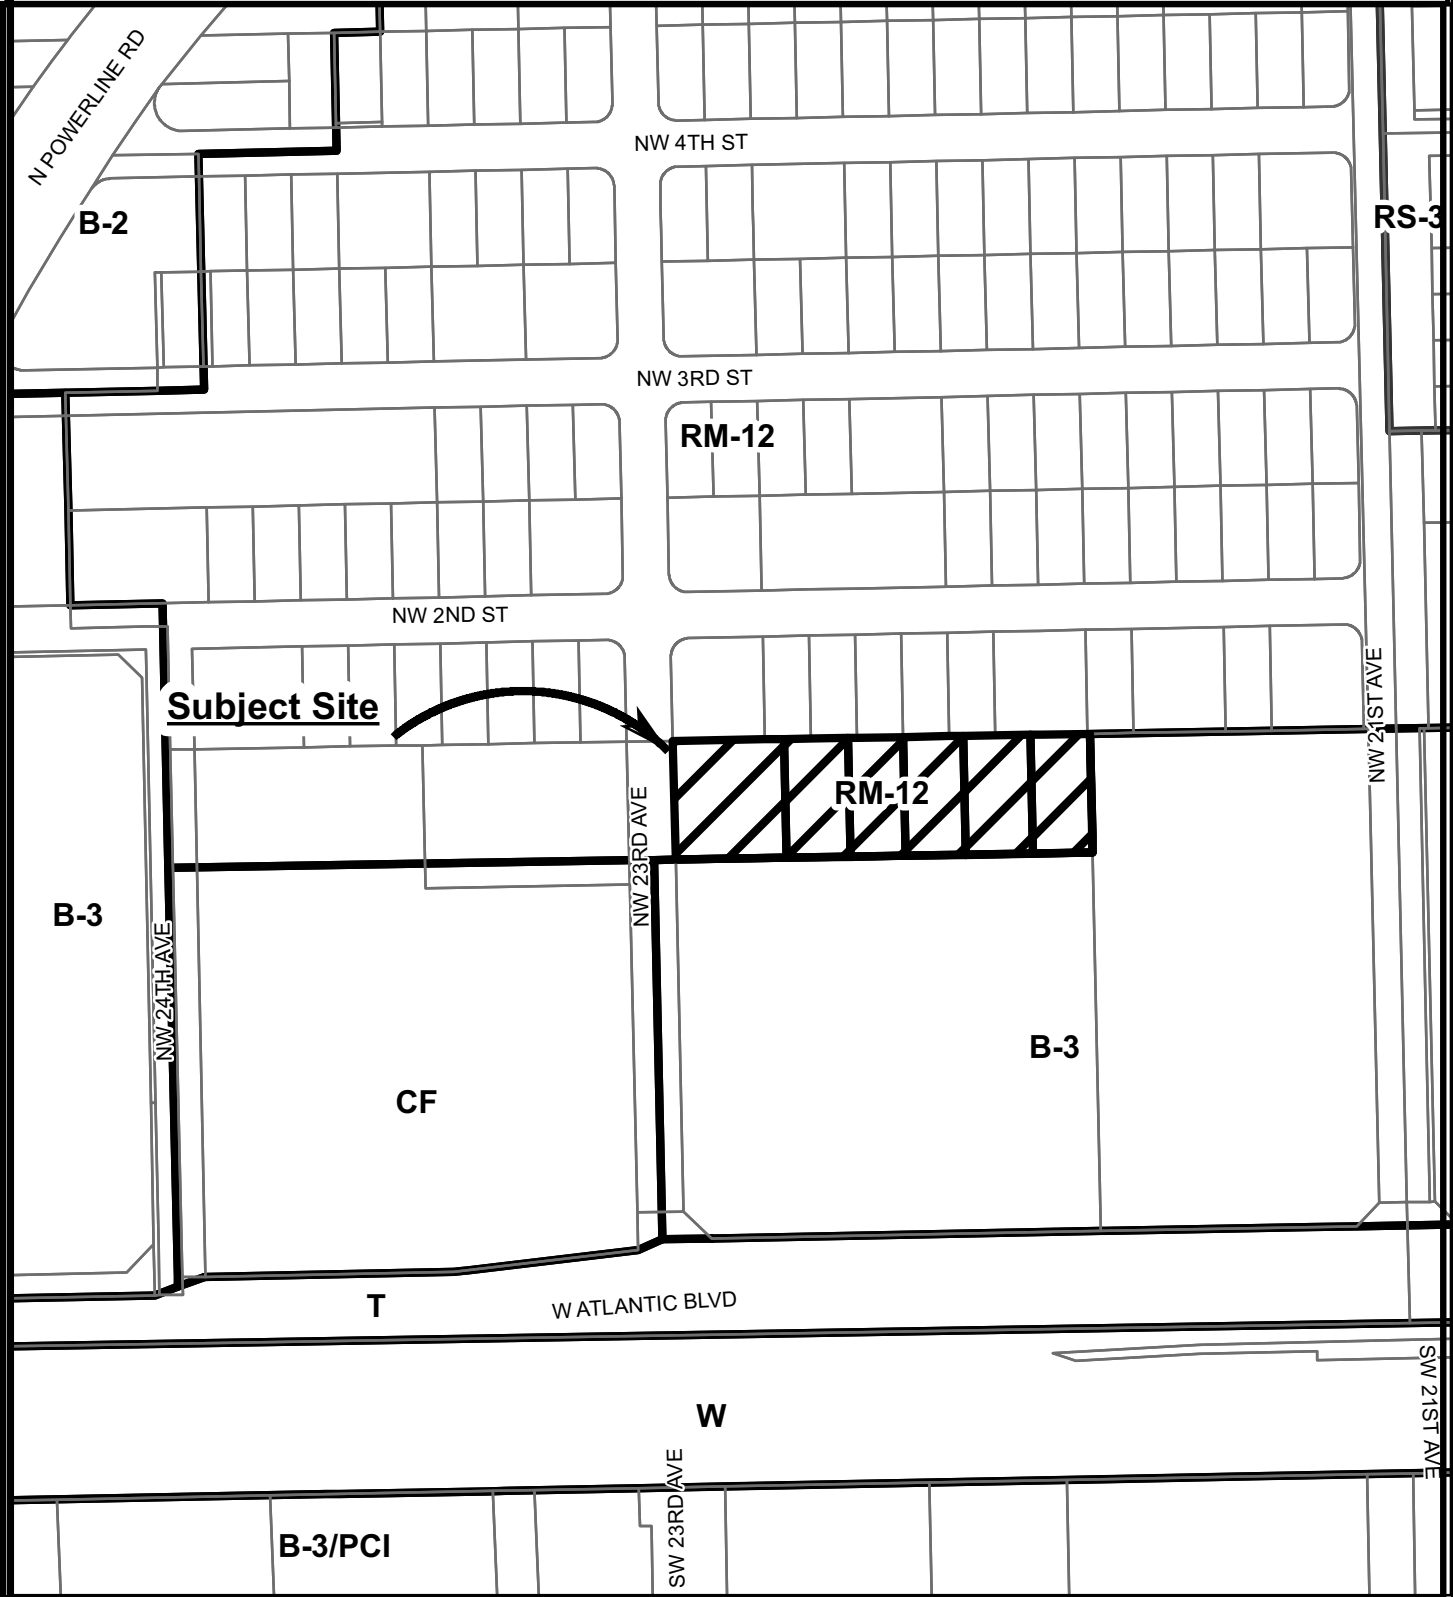 N POWERLINE RD
NW 4TH ST
B-2
RS-3
NW 3RD ST
RM-12
NW 2ND ST
NW 21ST AVE
Subject Site
RM-12
NW 23RD AVE
B-3
NW 24TH AVE
B-3
CF
T
W ATLANTIC BLVD
SW 21ST AVE
W
SW 23RD AVE
B-3/PCI